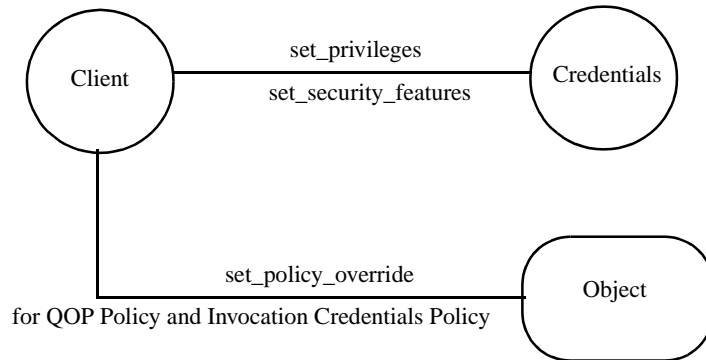 set_privileges
Client
Credentials
set_security_features
set_policy_override
Object
for QOP Policy and Invocation Credentials Policy